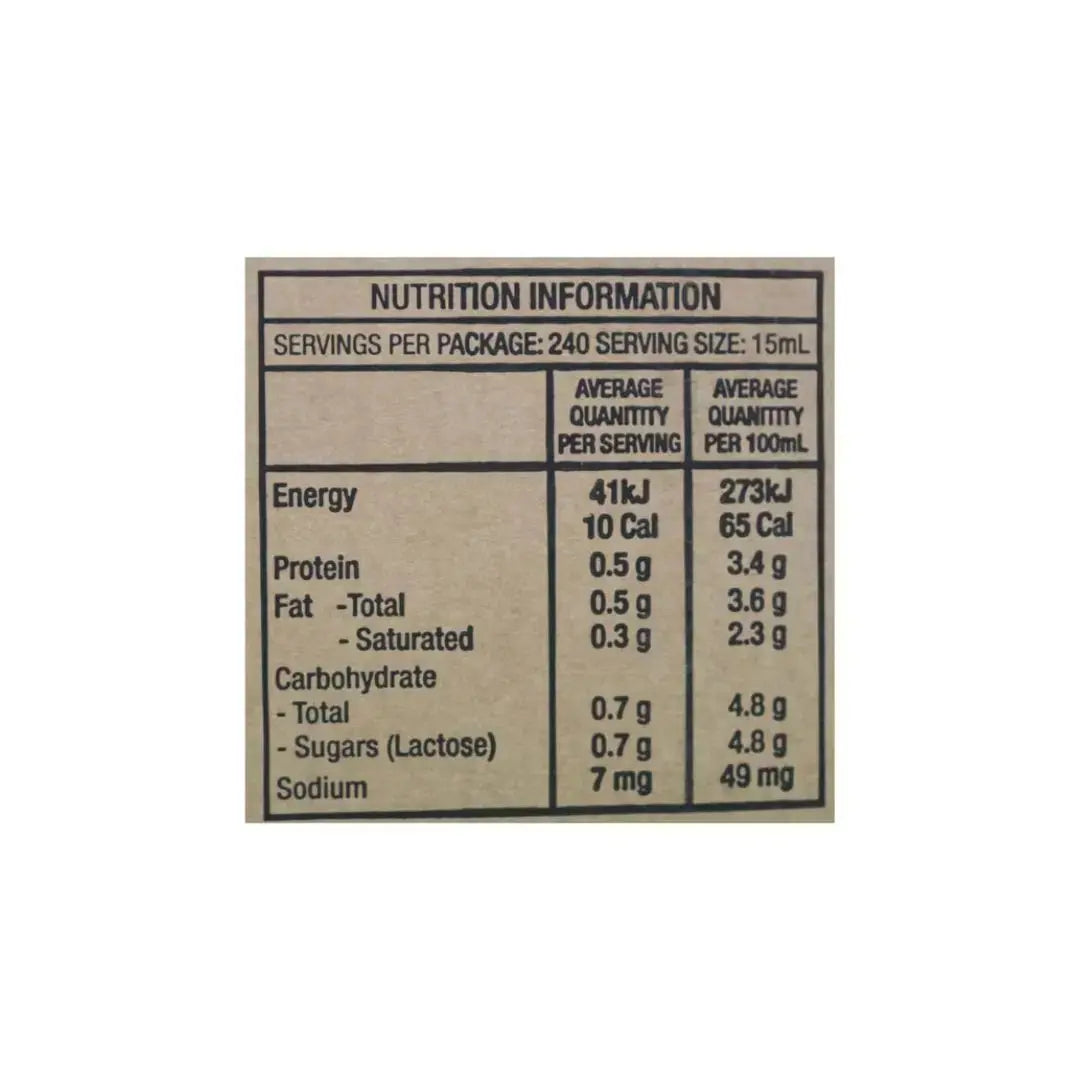 NUTRITION INFORMATION
SERVINGS PER PACKAGE: 240 SERVING SIZE: 15mL
AVERAGE QUANITITY PER SERVING
AVERAGE QUANITITY PER 100mL
Energy 41kJ 273kJ
10 Cal 65 Cal
Protein 0.5 g 3.4 g
Fat -Total 0.5 g 3.6 g
- Saturated 0.3 g 2.3 g
Carbohydrate
- Total 0.7 g 4.8 g
- Sugars (Lactose) 0.7 g 4.8 g
Sodium 7 mg 49 mg